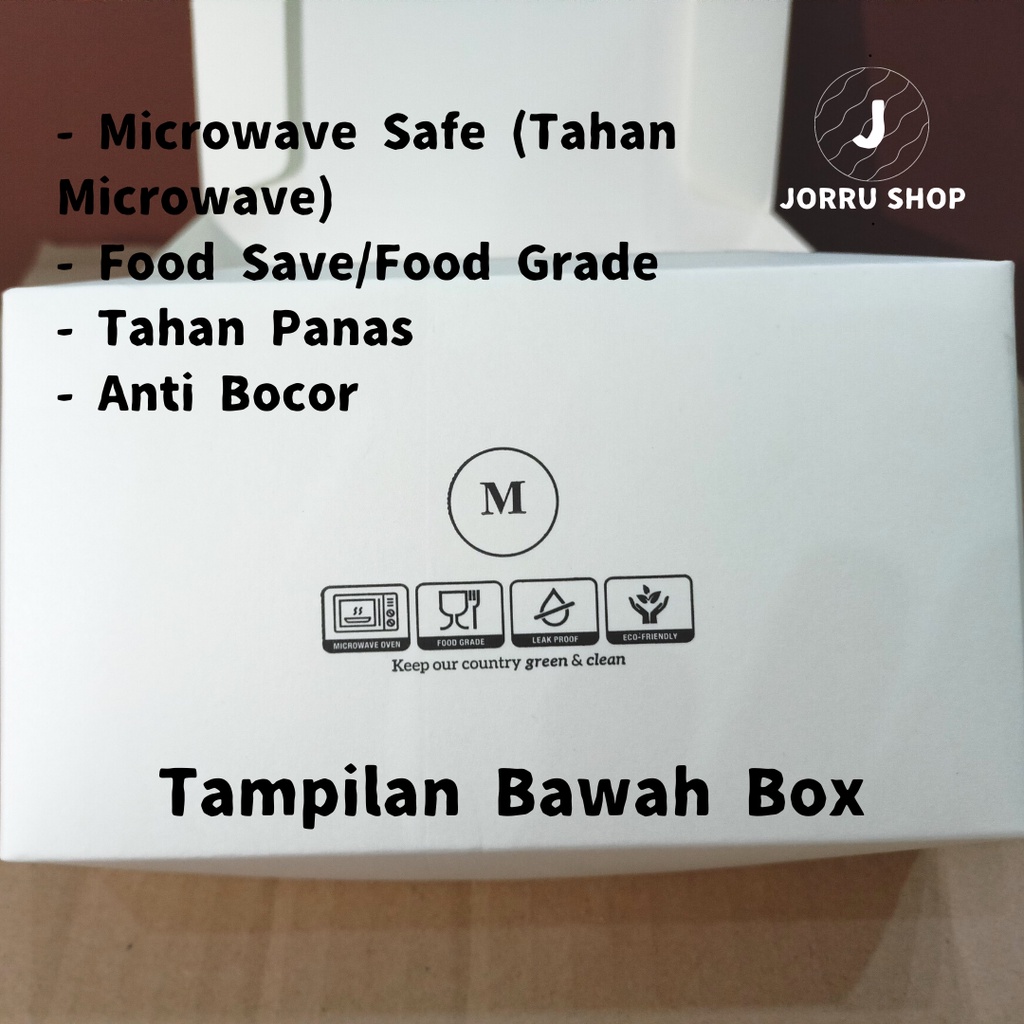 - Microwave Safe (Tahan
Microwave)
- Food Save/Food Grade
- Tahan Panas
- Anti Bocor
J
JORRU SHOP
M
MICROWAVE OVEN
FOOD GRADE
LEAK PROOF
ECO-FRIENDLY
Keep our country green & clean
Tampilan Bawah Box